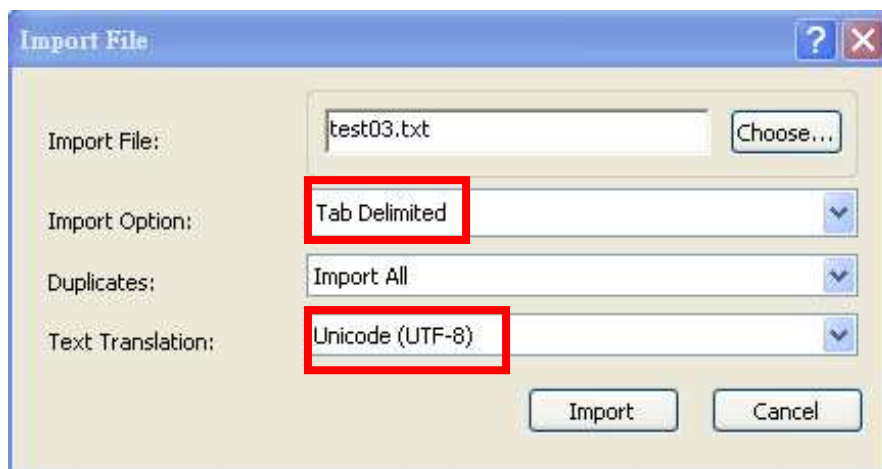 Import File
Import File:
test03.txt
Choose...
Import Option:
Tab Delimited
Duplicates:
Import All
Text Translation:
Unicode (UTF-8)
Import
Cancel